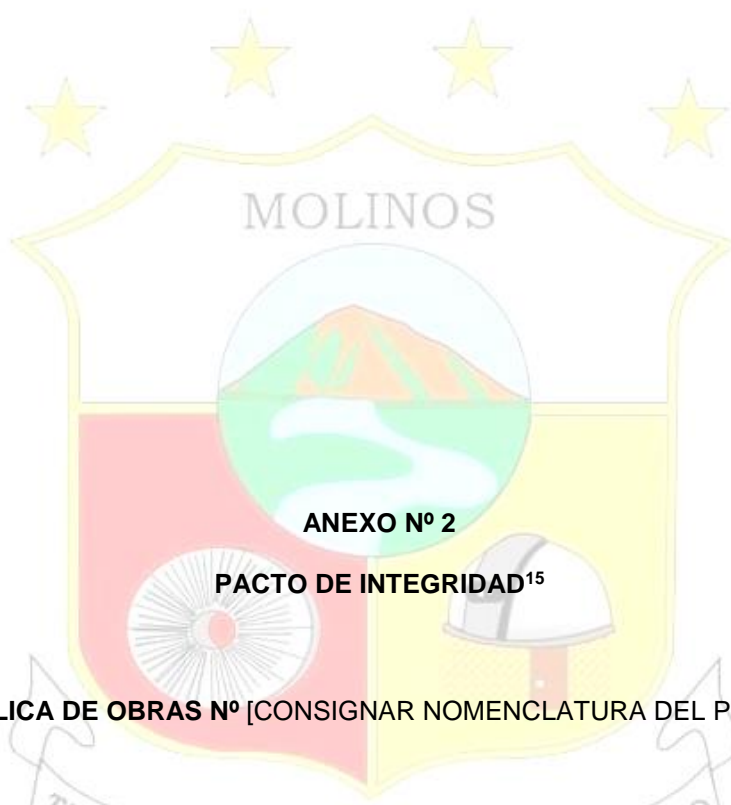 MOLINOS
ANEXO Nº 2
PACTO DE INTEGRIDAD¹⁵
LICA DE OBRAS Nº [CONSIGNAR NOMENCLATURA DEL P